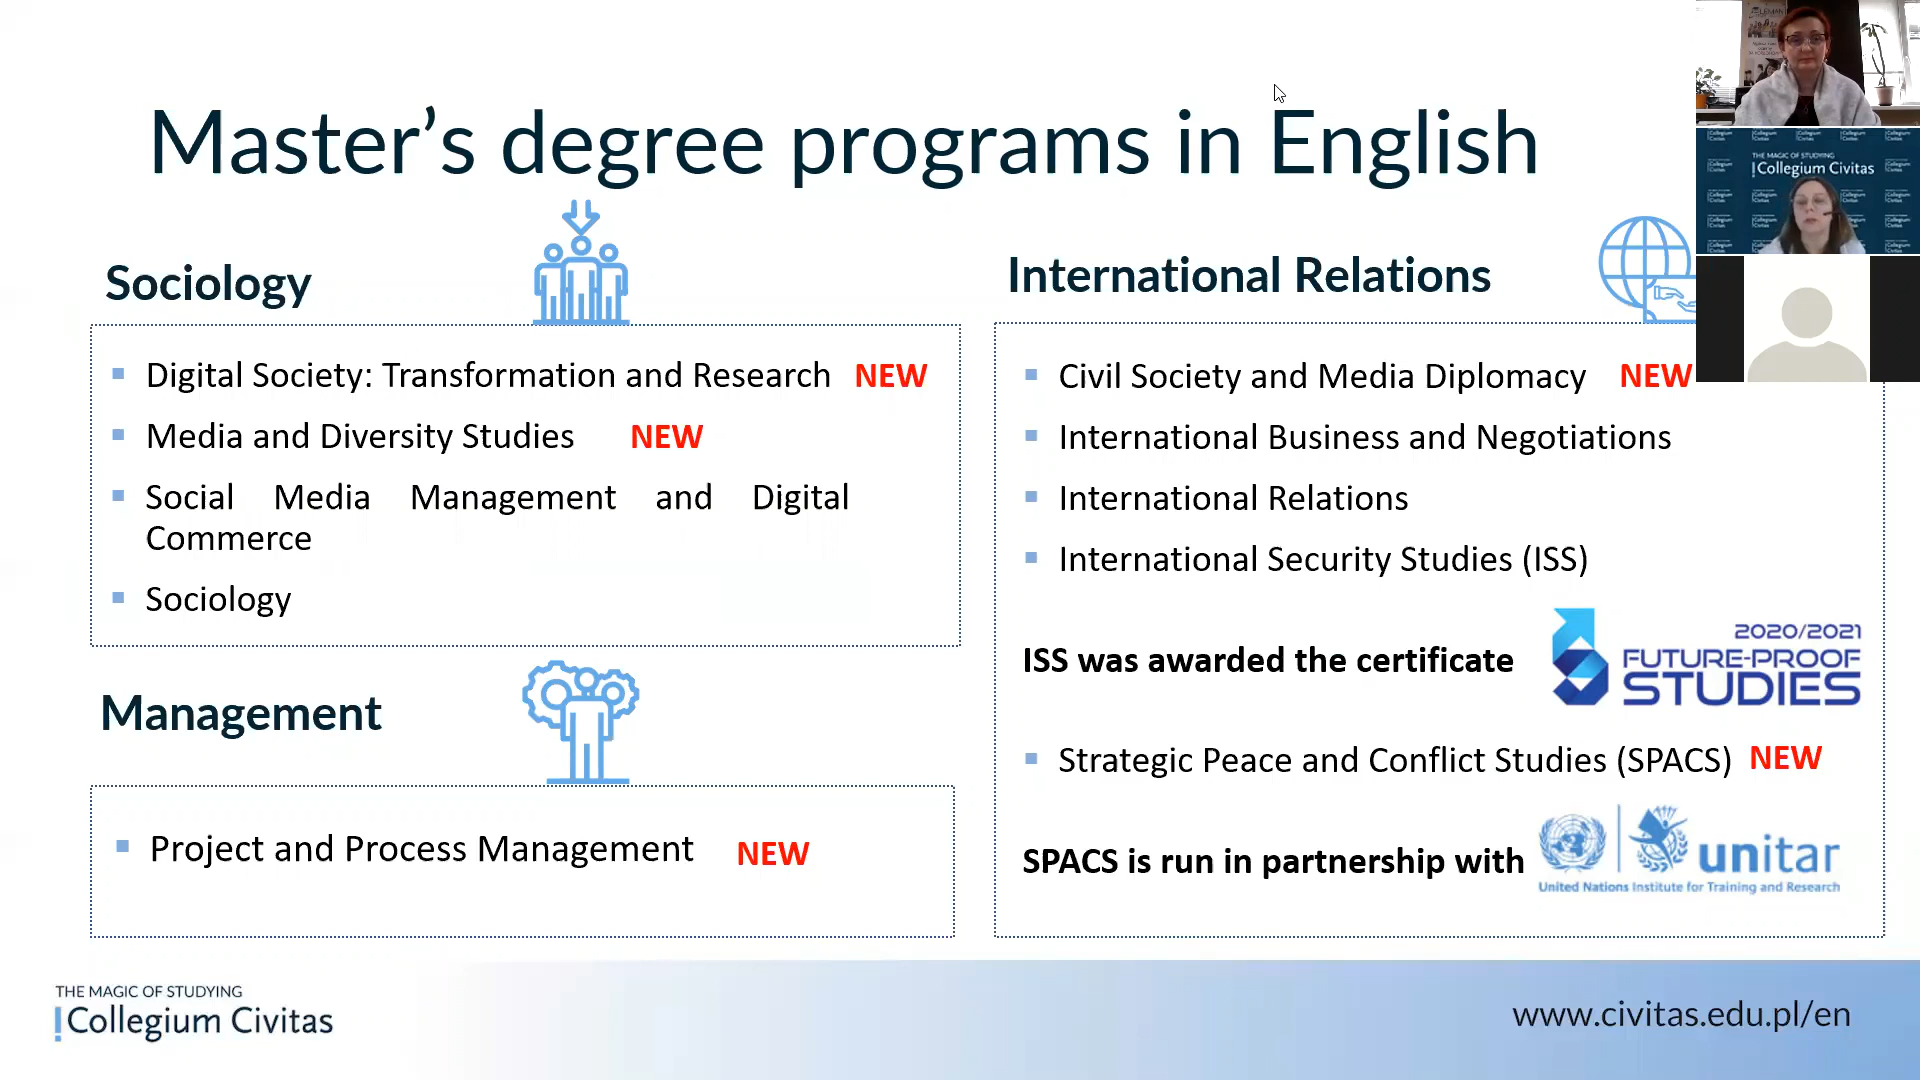 Master's degree programs in English
Sociology
Digital Society: Transformation and Research NEW
Media and Diversity Studies NEW
Social Media Management and Digital
Commerce
Sociology
Management
Project and Process Management NEW
International Relations
Civil Society and Media Diplomacy NEW
International Business and Negotiations
International Relations
International Security Studies (ISS)
ISS was awarded the certificate
2020/2021
FUTURE-PROOF
STUDIES
Strategic Peace and Conflict Studies (SPACS) NEW
SPACS is run in partnership with
unitar
United Nations Institute for Training and Research
THE MAGIC OF STUDYING
Collegium Civitas
www.civitas.edu.pl/en
THE MAGIC OF STUDYING
Collegium Civitas